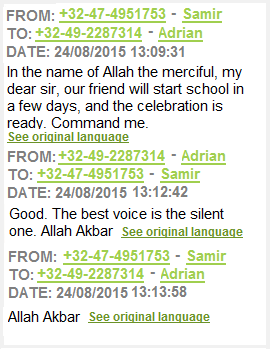 FROM: +32-47-4951753 - Samir
TO: +32-49-2287314 - Adrian
DATE: 24/08/2015 13:09:31
In the name of Allah the merciful, my
dear sir, our friend will start school in
a few days, and the celebration is
ready. Command me.
See original language
FROM: +32-49-2287314 - Adrian
TO: +32-47-4951753 - Samir
DATE: 24/08/2015 13:12:42
Good. The best voice is the silent
one. Allah Akbar See original language
FROM: +32-47-4951753 - Samir
TO: +32-49-2287314 - Adrian
DATE: 24/08/2015 13:13:58
Allah Akbar See original language